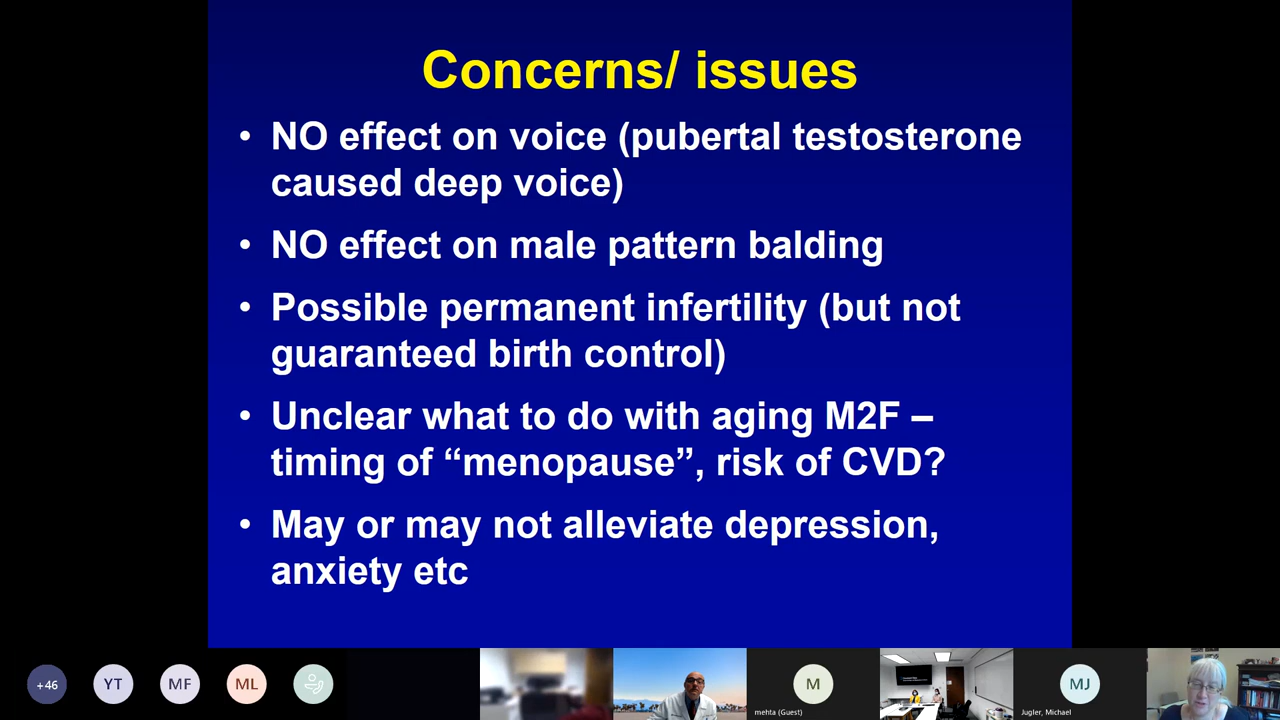 Concerns/ issues
• NO effect on voice (pubertal testosterone
caused deep voice)
• NO effect on male pattern balding
• Possible permanent infertility (but not
guaranteed birth control)
• Unclear what to do with aging M2F –
timing of “menopause”, risk of CVD?
• May or may not alleviate depression,
anxiety etc
+46
YT
MF
ML
M
mehta (Guest)
MJ
Jugler, Michael